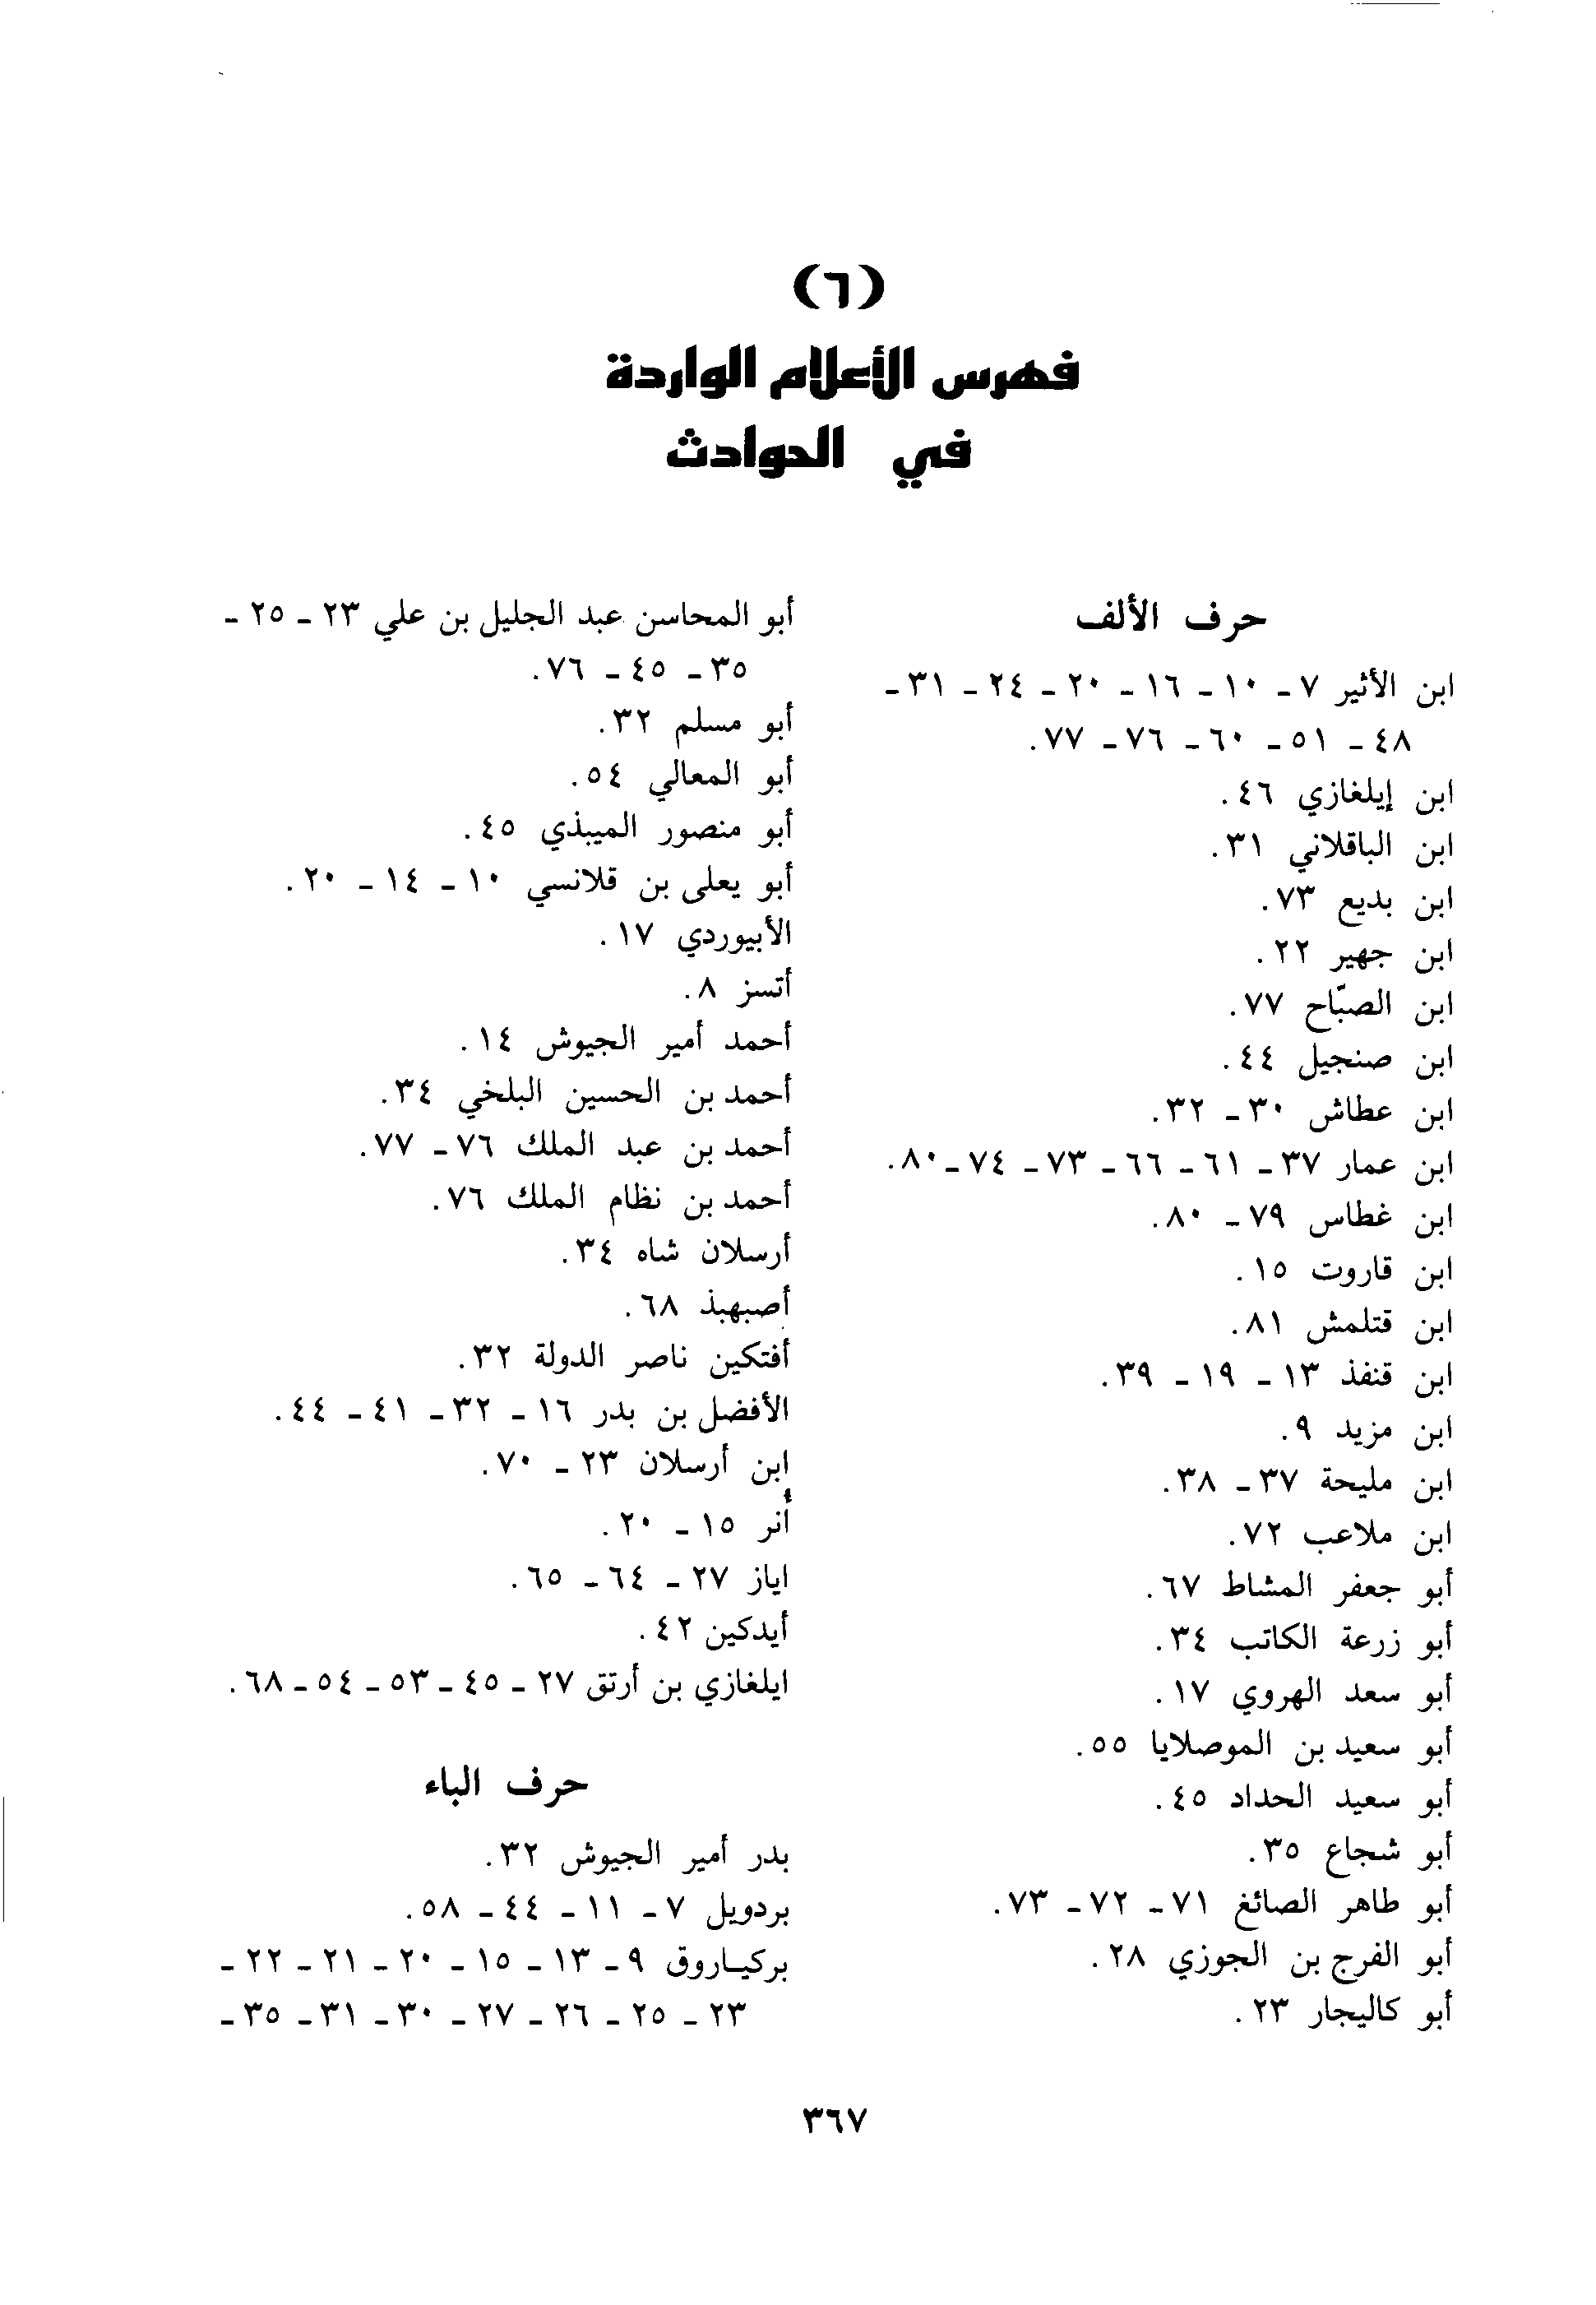 (٦)
فهرس الأعلام الواردة
في الحوادث
حرف الألف
ابن الأثير ٧ - ١٠ - ١٦ - ٢٠ - ٢٤ - ٣١ -
٤٨ - ٥١ - ٦٠ - ٧٦ - ٧٧.
ابن إيلغازي ٤٦.
ابن الباقلاني ٣١.
ابن بديع ٧٣.
ابن جهير ٢٢.
ابن الصبّاح ٧٧.
ابن صنجيل ٤٤.
ابن عطاش ٣٠ - ٣٢.
ابن عمار ٣٧ - ٦١ - ٦٦ - ٧٣ - ٧٤ - ٨٠.
ابن غطاس ٧٩ - ٨٠.
ابن قاروت ١٥.
ابن قتلمش ٨١.
ابن قنفذ ١٣ - ١٩ - ٣٩.
ابن مزيد ٩.
ابن مليحة ٣٧ - ٣٨.
ابن ملاعب ٧٢.
أبو جعفر المشاط ٦٧.
أبو زرعة الكاتب ٣٤.
أبو سعد الهروي ١٧.
أبو سعيد بن الموصلايا ٥٥.
أبو سعيد الحداد ٤٥.
أبو شجاع ٣٥.
أبو طاهر الصائغ ٧١ - ٧٢ - ٧٣.
أبو الفرج بن الجوزي ٢٨.
أبو كاليجار ٢٣.
أبو المحاسن عبد الجليل بن علي ٢٣ - ٢٥ -
٣٥ - ٤٥ - ٧٦.
أبو مسلم ٣٢.
أبو المعالي ٥٤.
أبو منصور الميبذي ٤٥.
أبو يعلى بن قلانسي ١٠ - ١٤ - ٢٠.
الأبيوردي ١٧.
أتسز ٨.
أحمد أمير الجيوش ١٤.
أحمد بن الحسين البلخي ٣٤.
أحمد بن عبد الملك ٧٦ - ٧٧.
أحمد بن نظام الملك ٧٦.
أرسلان شاه ٣٤.
أصبهبذ ٦٨.
أفتكين ناصر الدولة ٣٢.
الأفضل بن بدر ١٦ - ٣٢ - ٤١ - ٤٤.
ابن أرسلان ٢٣ - ٧٠.
أُنر ١٥ - ٢٠.
اياز ٢٧ - ٦٤ - ٦٥.
أيدكين ٤٢.
ايلغازي بن أرتق ٢٧ - ٤٥ - ٥٣ - ٥٤ - ٦٨.
حرف الباء
بدر أمير الجيوش ٣٢.
بردويل ٧ - ١١ - ٤٤ - ٥٨.
بركيـاروق ٩ - ١٣ - ١٥ - ٢٠ - ٢١ - ٢٢ -
٢٣ - ٢٥ - ٢٦ - ٢٧ - ٣٠ - ٣١ - ٣٥ -
٣٦٧